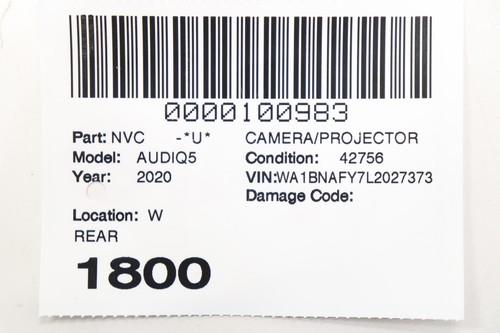 0000100983
Part: NVC -*U* CAMERA/PROJECTOR
Model: AUDIQ5 Condition: 42756
Year: 2020 VIN:WA1BNAFY7L2027373
Damage Code:
Location: W
REAR
1800